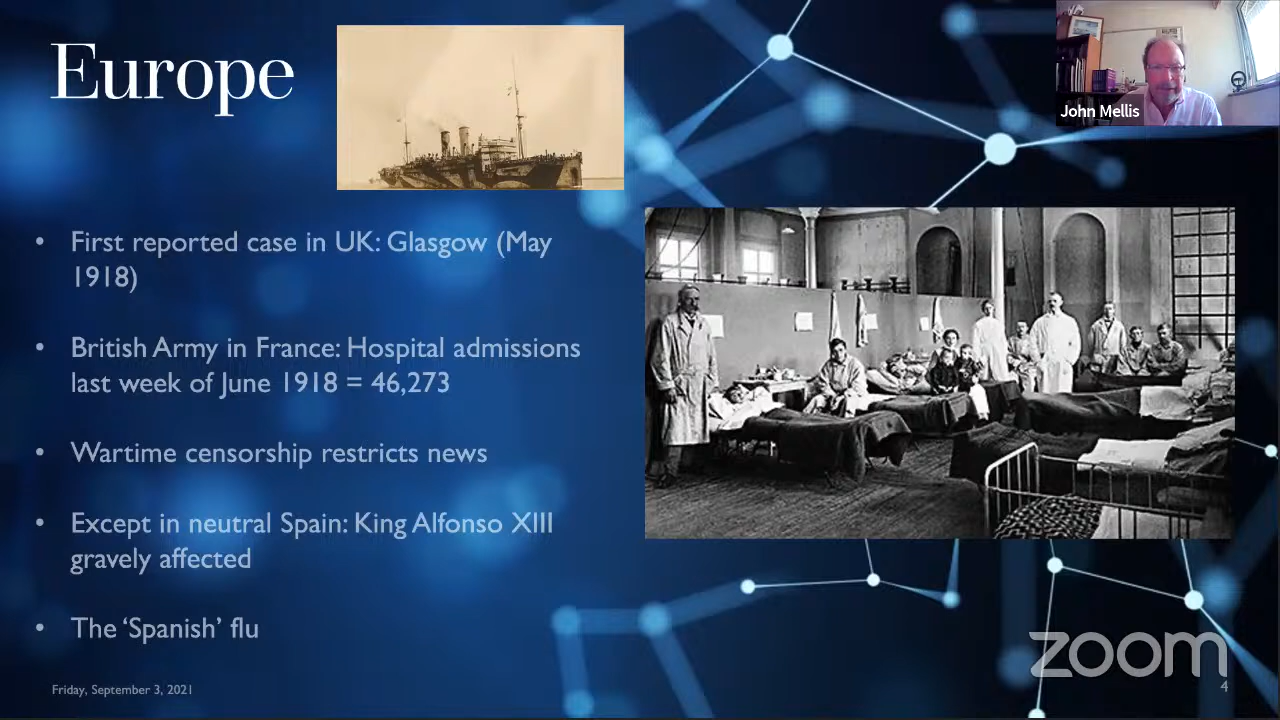 Europe
John Mellis
• First reported case in UK: Glasgow (May
1918)
• British Army in France: Hospital admissions
last week of June 1918 = 46,273
• Wartime censorship restricts news
• Except in neutral Spain: King Alfonso XIII
gravely affected
• The ‘Spanish’ flu
zoom
Friday, September 3, 2021
4